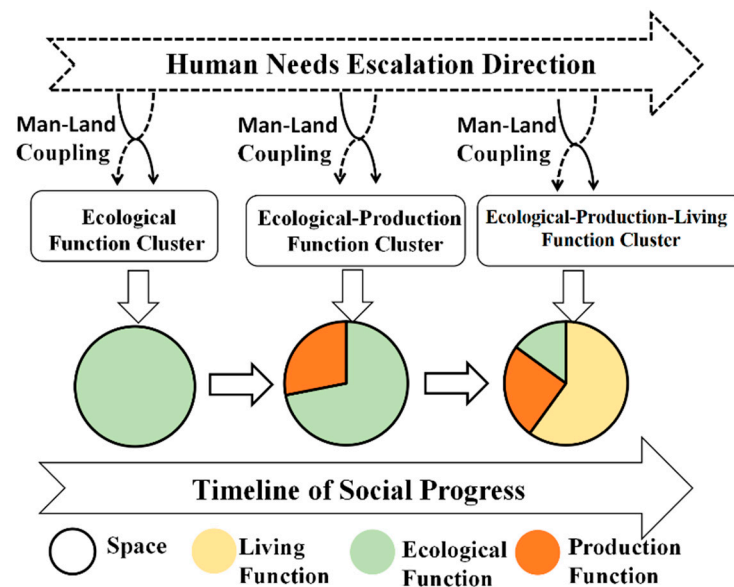 Human Needs Escalation Direction
Man-Land
Coupling
Man-Land
Coupling
Man-Land
Coupling
Ecological
Function Cluster
Ecological-Production
Function Cluster
Ecological-Production-Living
Function Cluster
Timeline of Social Progress
Space
Living
Function
Ecological
Function
Production
Function